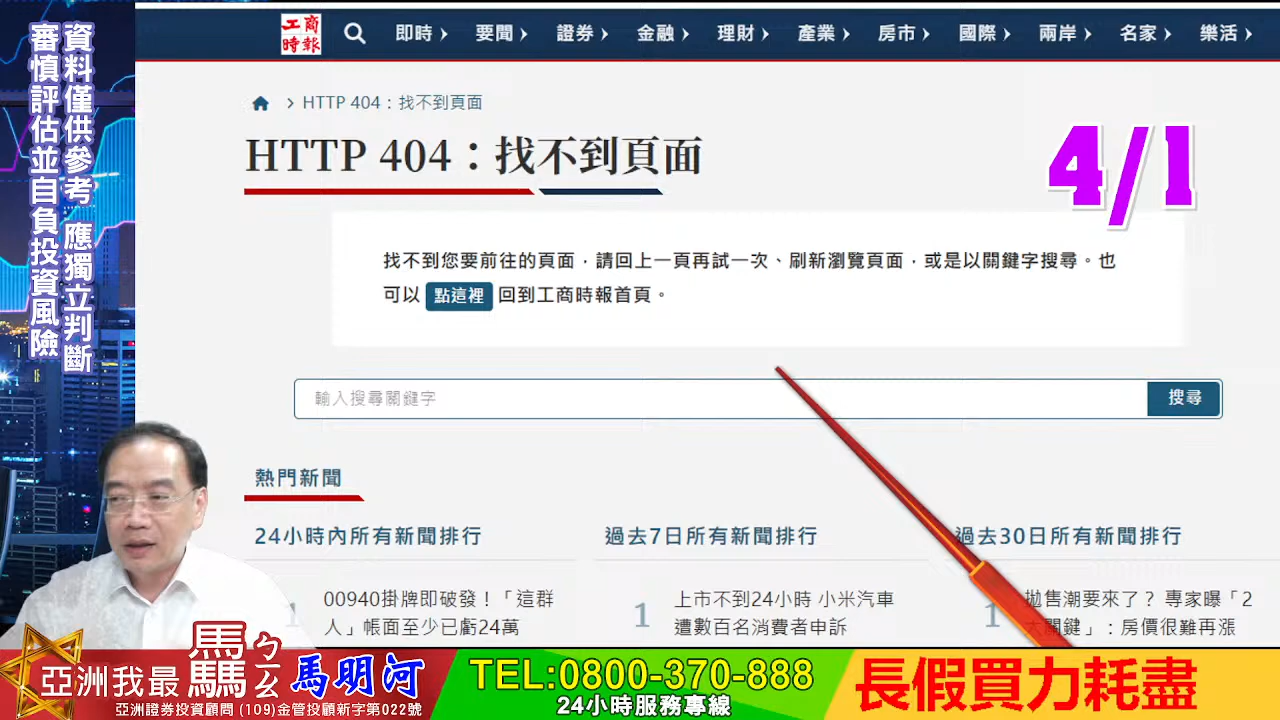 資料僅供參考 應獨立判斷
審慎評估並自負投資風險
工商時報
即時 要聞 證券 金融 理財 產業 房市 國際 兩岸 名家 樂活
HTTP 404：找不到頁面
HTTP 404：找不到頁面
4/1
找不到您要前往的頁面，請回上一頁再試一次、刷新瀏覽頁面，或是以關鍵字搜尋。也
可以 點這裡 回到工商時報首頁。
輸入搜尋關鍵字 搜尋
熱門新聞
24小時內所有新聞排行
1 00940掛牌即破發！「這群
人」帳面至少已虧24萬
過去7日所有新聞排行
1 上市不到24小時 小米汽車
遭數百名消費者申訴
過去30日所有新聞排行
1 拋售潮要來了？ 專家曝「2
大關鍵」：房價很難再漲
亞洲我最馬驫ㄅㄧㄠ 馬明河
亞洲證券投資顧問 (109)金管投顧新字第022號
TEL:0800-370-888
24小時服務專線
長假買力耗盡